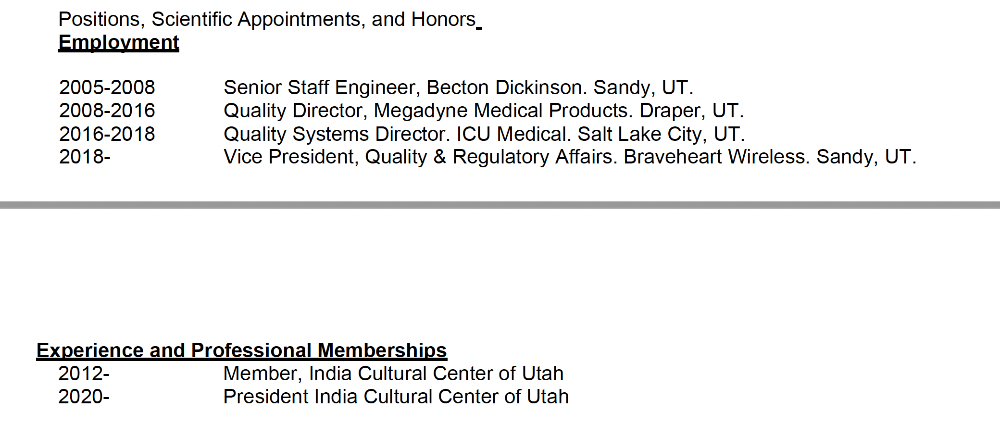 Positions, Scientific Appointments, and Honors
Employment
2005-2008 Senior Staff Engineer, Becton Dickinson. Sandy, UT.
2008-2016 Quality Director, Megadyne Medical Products. Draper, UT.
2016-2018 Quality Systems Director. ICU Medical. Salt Lake City, UT.
2018- Vice President, Quality & Regulatory Affairs. Braveheart Wireless. Sandy, UT.
Experience and Professional Memberships
2012- Member, India Cultural Center of Utah
2020- President India Cultural Center of Utah